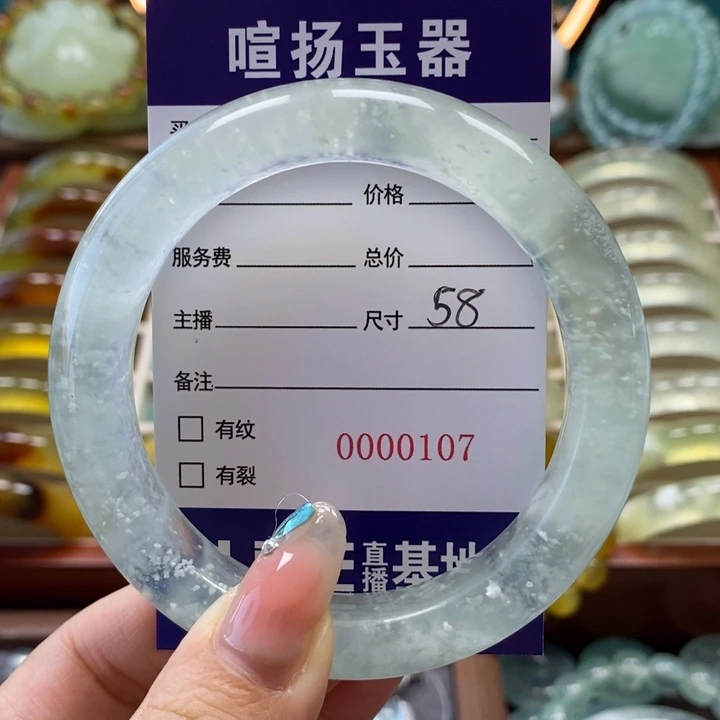 喧扬玉器
价格
服务费 总价
主播 尺寸 58
备注
有纹
有裂 0000107
直播基地